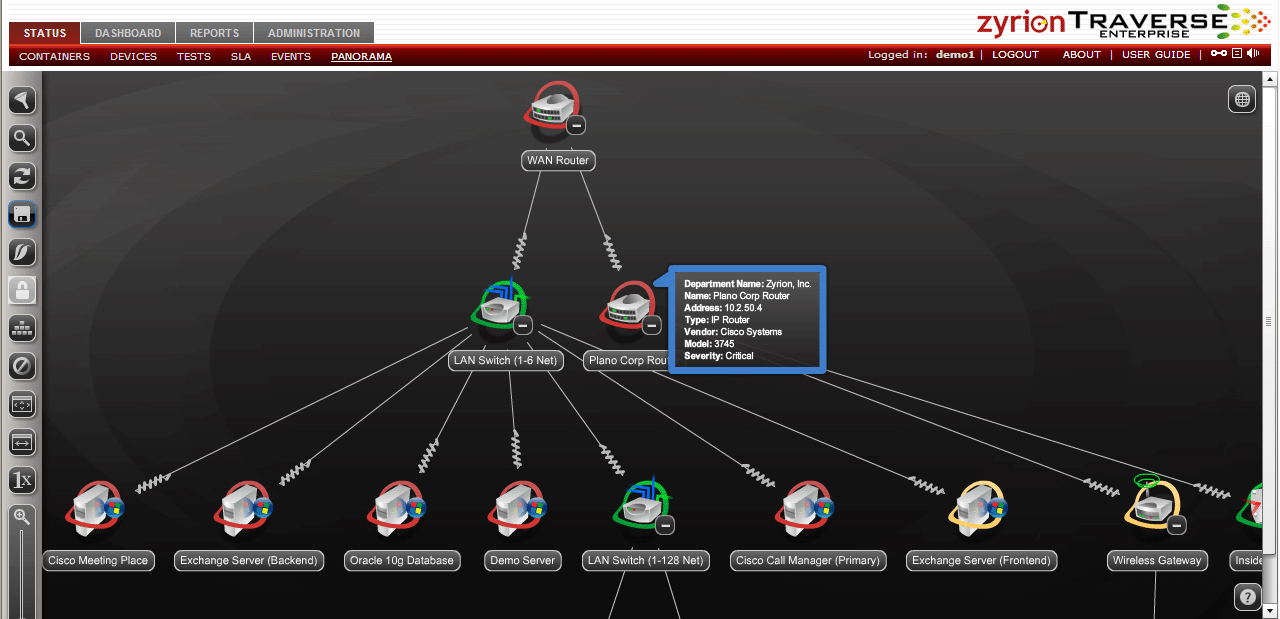 zyrion TRAVERSE
ENTERPRISE
STATUS DASHBOARD REPORTS ADMINISTRATION
CONTAINERS DEVICES TESTS SLA EVENTS PANORAMA Logged in: demo1 | LOGOUT ABOUT | USER GUIDE |
WAN Router
Department Name: Zyrion, Inc.
Name: Plano Corp Router
Address: 10.2.50.4
Type: IP Router
Vendor: Cisco Systems
Model: 3745
Severity: Critical
LAN Switch (1-6 Net) Plano Corp Rou
1x
Cisco Meeting Place Exchange Server (Backend) Oracle 10g Database Demo Server LAN Switch (1-128 Net) Cisco Call Manager (Primary) Exchange Server (Frontend) Wireless Gateway Inside
?